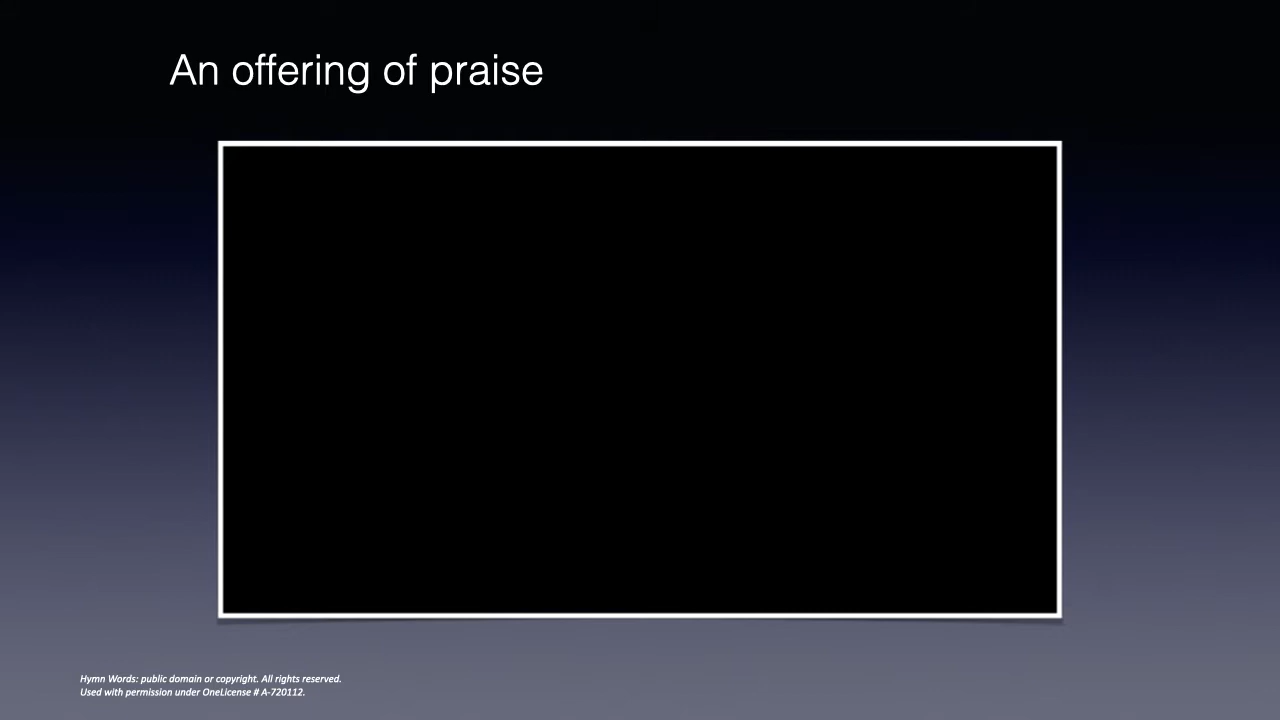 An offering of praise
Hymn Words: public domain or copyright. All rights reserved.
Used with permission under OneLicense # A-720112.